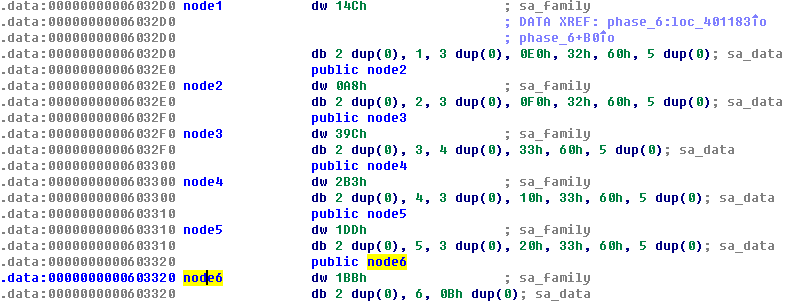 .data:00000000006032D0 node1 dw 14Ch ; sa_family
.data:00000000006032D0 ; DATA XREF: phase_6:loc_401183↑o
.data:00000000006032D0 ; phase_6+B0↑o
.data:00000000006032D0 db 2 dup(0), 1, 3 dup(0), 0E0h, 32h, 60h, 5 dup(0); sa_data
.data:00000000006032E0 public node2
.data:00000000006032E0 node2 dw 0A8h ; sa_family
.data:00000000006032E0 db 2 dup(0), 2, 3 dup(0), 0F0h, 32h, 60h, 5 dup(0); sa_data
.data:00000000006032F0 public node3
.data:00000000006032F0 node3 dw 39Ch ; sa_family
.data:00000000006032F0 db 2 dup(0), 3, 4 dup(0), 33h, 60h, 5 dup(0); sa_data
.data:0000000000603300 public node4
.data:0000000000603300 node4 dw 2B3h ; sa_family
.data:0000000000603300 db 2 dup(0), 4, 3 dup(0), 10h, 33h, 60h, 5 dup(0); sa_data
.data:0000000000603310 public node5
.data:0000000000603310 node5 dw 1DDh ; sa_family
.data:0000000000603310 db 2 dup(0), 5, 3 dup(0), 20h, 33h, 60h, 5 dup(0); sa_data
.data:0000000000603320 public node6
.data:0000000000603320 node6 dw 1BBh ; sa_family
.data:0000000000603320 db 2 dup(0), 6, 0Bh dup(0); sa_data